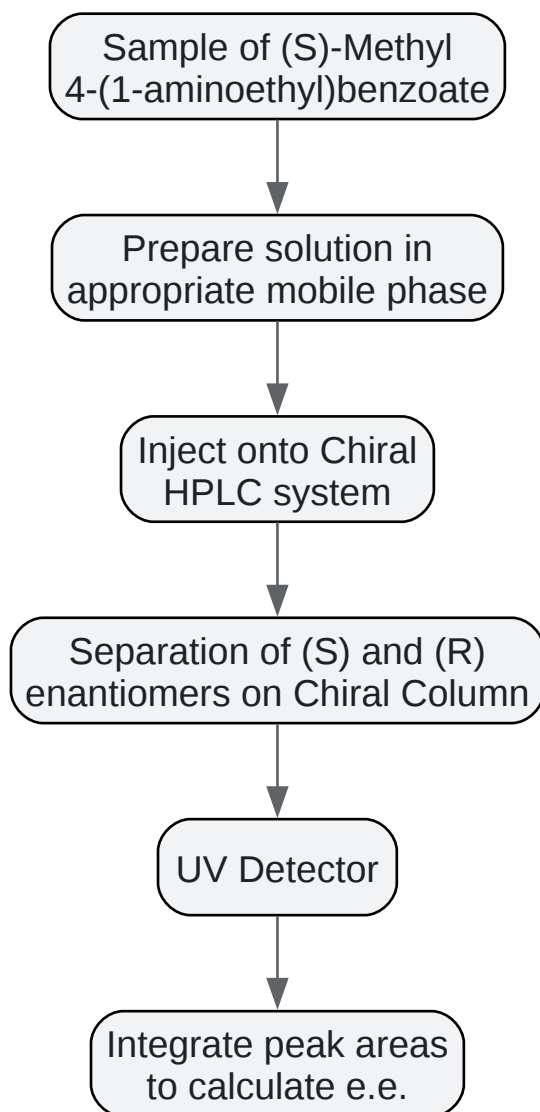 Sample of (S)-Methyl
4-(1-aminoethyl)benzoate
Prepare solution in
appropriate mobile phase
Inject onto Chiral
HPLC system
Separation of (S) and (R)
enantiomers on Chiral Column
UV Detector
Integrate peak areas
to calculate e.e.